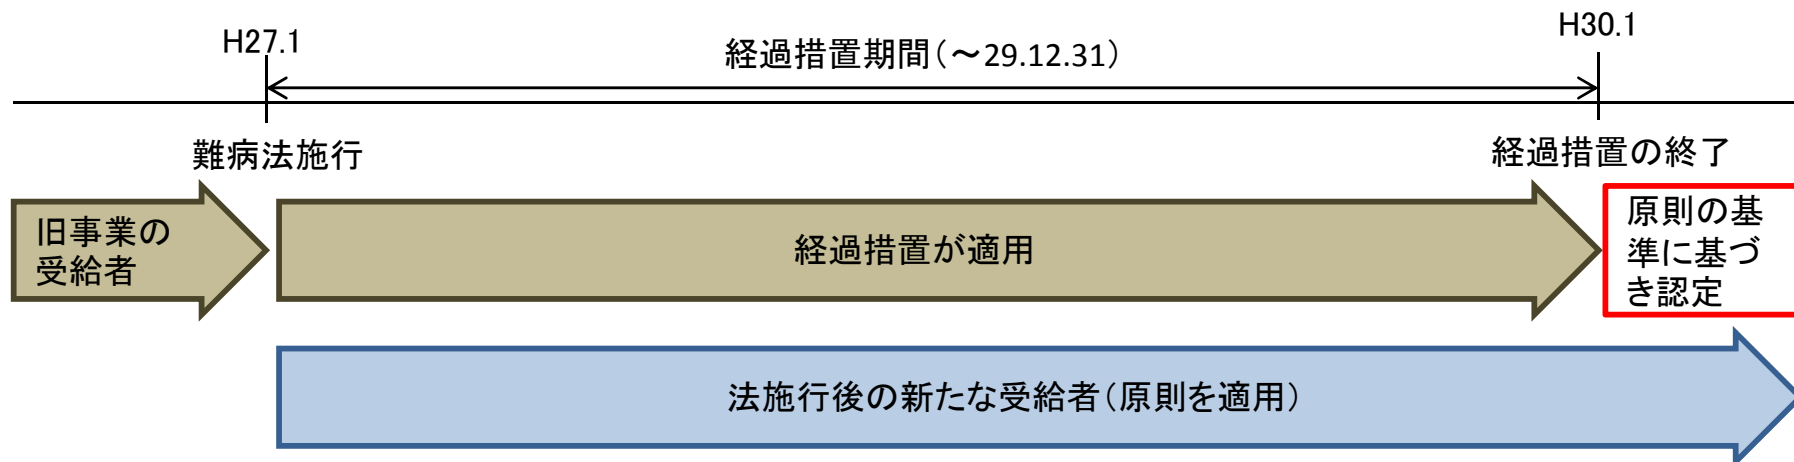 H27.1
経過措置期間(～29.12.31)
H30.1
難病法施行
経過措置の終了
旧事業の
受給者
経過措置が適用
原則の基
準に基づ
き認定
法施行後の新たな受給者(原則を適用)